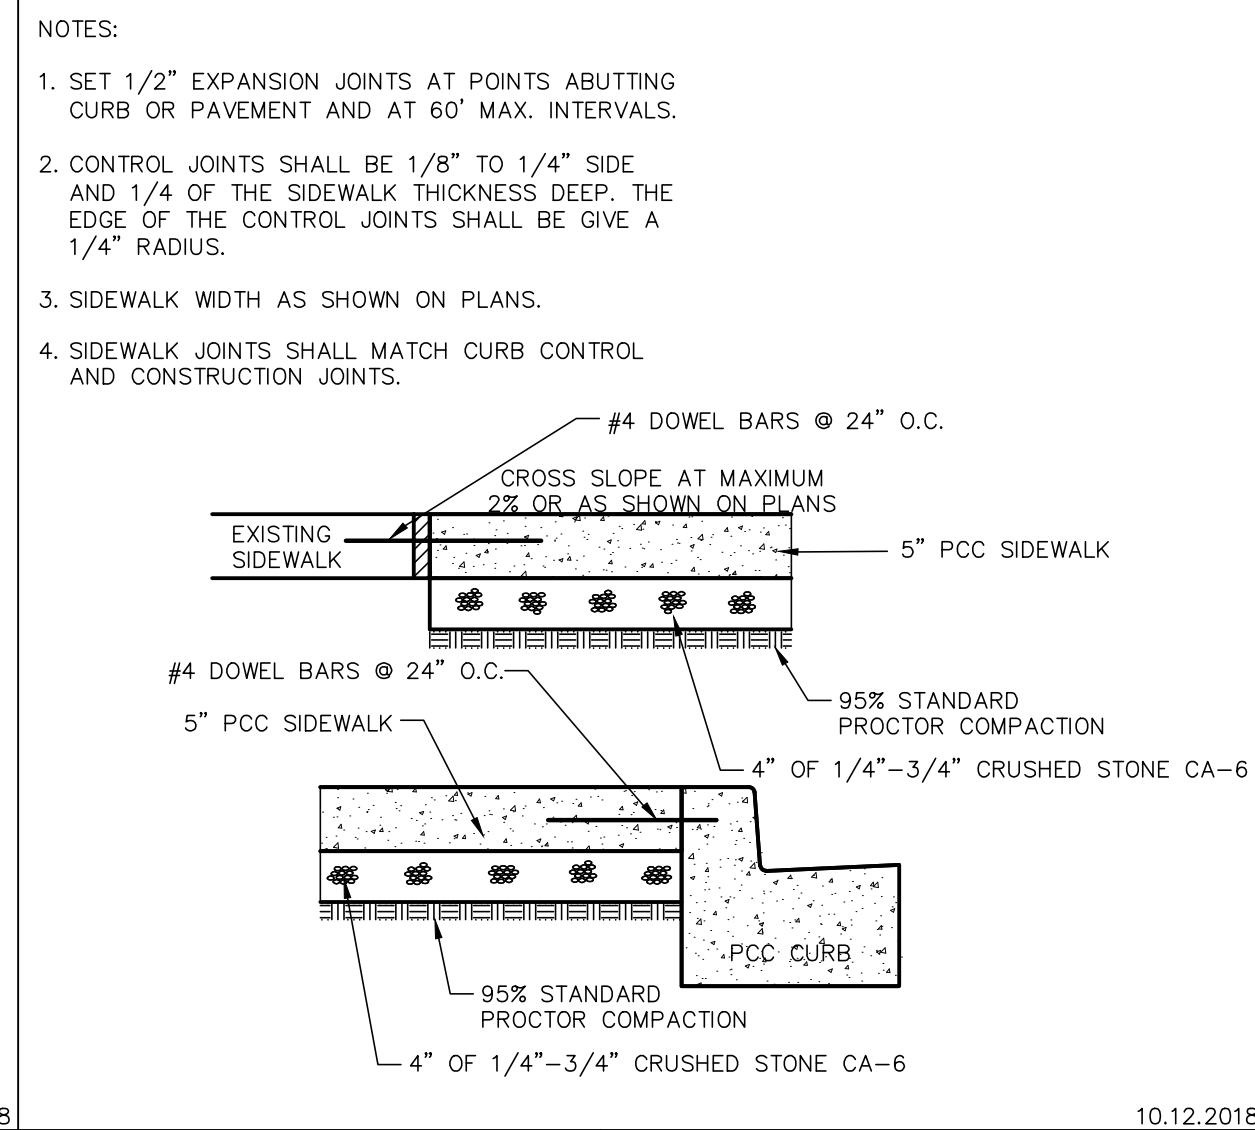 NOTES:
1. SET 1/2" EXPANSION JOINTS AT POINTS ABUTTING
CURB OR PAVEMENT AND AT 60' MAX. INTERVALS.
2. CONTROL JOINTS SHALL BE 1/8" TO 1/4" SIDE
AND 1/4 OF THE SIDEWALK THICKNESS DEEP. THE
EDGE OF THE CONTROL JOINTS SHALL BE GIVE A
1/4" RADIUS.
3. SIDEWALK WIDTH AS SHOWN ON PLANS.
4. SIDEWALK JOINTS SHALL MATCH CURB CONTROL
AND CONSTRUCTION JOINTS.
#4 DOWEL BARS @ 24" O.C.
CROSS SLOPE AT MAXIMUM
2% OR AS SHOWN ON PLANS
EXISTING
SIDEWALK
5" PCC SIDEWALK
#4 DOWEL BARS @ 24" O.C.
95% STANDARD
PROCTOR COMPACTION
5" PCC SIDEWALK
4" OF 1/4"-3/4" CRUSHED STONE CA-6
PCC CURB
95% STANDARD
PROCTOR COMPACTION
4" OF 1/4"-3/4" CRUSHED STONE CA-6
8
10.12.2018